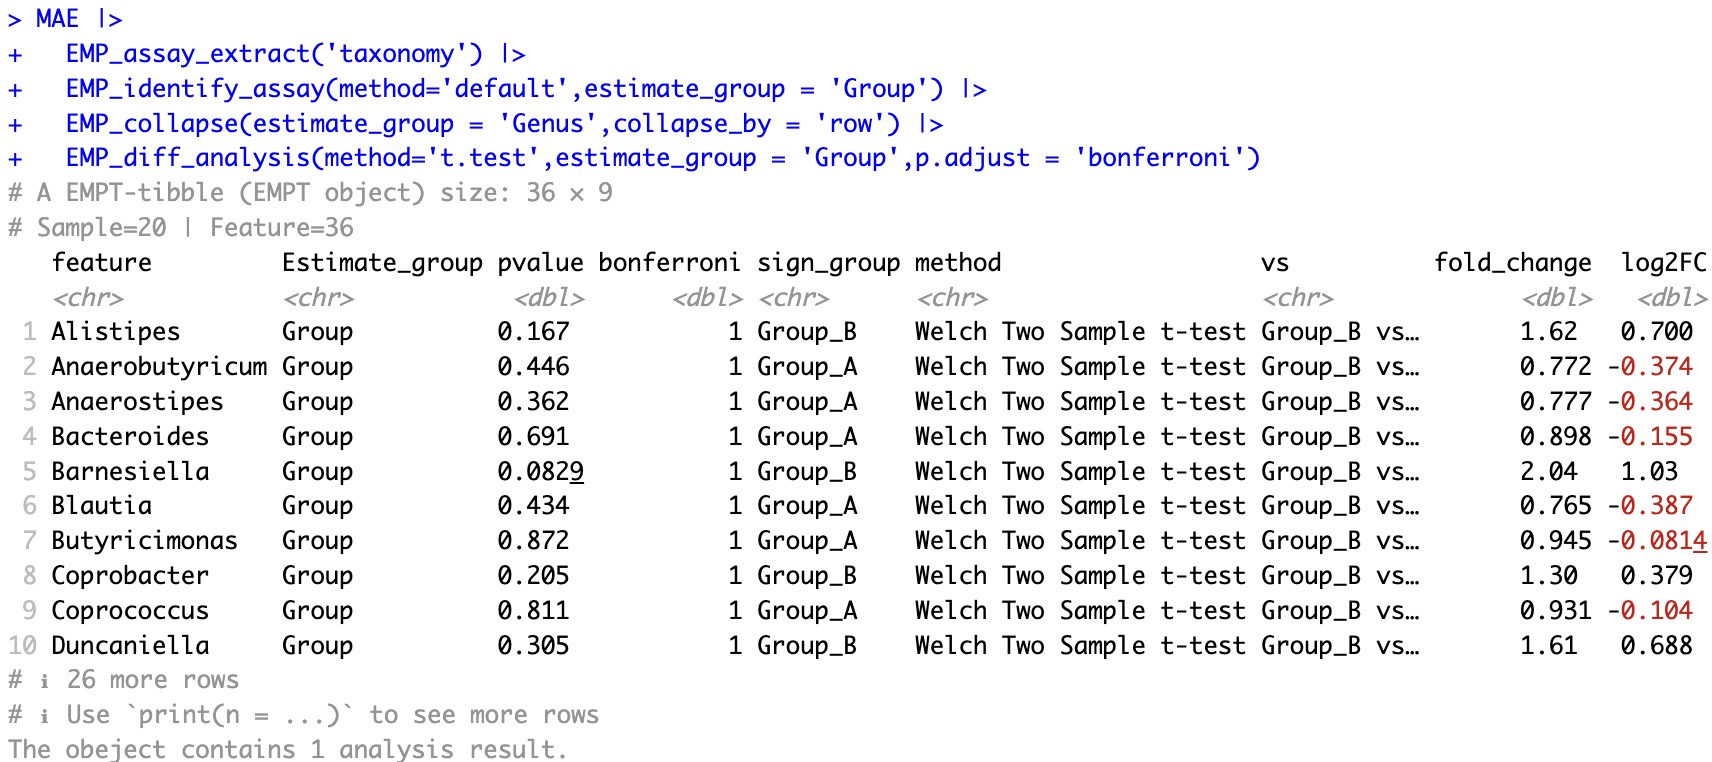 > MAE |>
+   EMP_assay_extract('taxonomy') |>
+   EMP_identify_assay(method='default',estimate_group = 'Group') |>
+   EMP_collapse(estimate_group = 'Genus',collapse_by = 'row') |>
+   EMP_diff_analysis(method='t.test',estimate_group = 'Group',p.adjust = 'bonferroni')
# A EMPT-tibble (EMPT object) size: 36 × 9
# Sample=20 | Feature=36
   feature         Estimate_group pvalue bonferroni sign_group method                  vs          fold_change  log2FC
   <chr>           <chr>           <dbl>      <dbl> <chr>      <chr>                   <chr>             <dbl>   <dbl>
 1 Alistipes       Group          0.167           1 Group_B    Welch Two Sample t-test Group_B vs…       1.62   0.700
 2 Anaerobutyricum Group          0.446           1 Group_A    Welch Two Sample t-test Group_B vs…       0.772 -0.374
 3 Anaerostipes    Group          0.362           1 Group_A    Welch Two Sample t-test Group_B vs…       0.777 -0.364
 4 Bacteroides     Group          0.691           1 Group_A    Welch Two Sample t-test Group_B vs…       0.898 -0.155
 5 Barnesiella     Group          0.0829          1 Group_B    Welch Two Sample t-test Group_B vs…       2.04   1.03
 6 Blautia         Group          0.434           1 Group_A    Welch Two Sample t-test Group_B vs…       0.765 -0.387
 7 Butyricimonas   Group          0.872           1 Group_A    Welch Two Sample t-test Group_B vs…       0.945 -0.0814
 8 Coprobacter     Group          0.205           1 Group_B    Welch Two Sample t-test Group_B vs…       1.30   0.379
 9 Coprococcus     Group          0.811           1 Group_A    Welch Two Sample t-test Group_B vs…       0.931 -0.104
10 Duncaniella     Group          0.305           1 Group_B    Welch Two Sample t-test Group_B vs…       1.61   0.688
# ℹ 26 more rows
# ℹ Use `print(n = ...)` to see more rows
The obeject contains 1 analysis result.